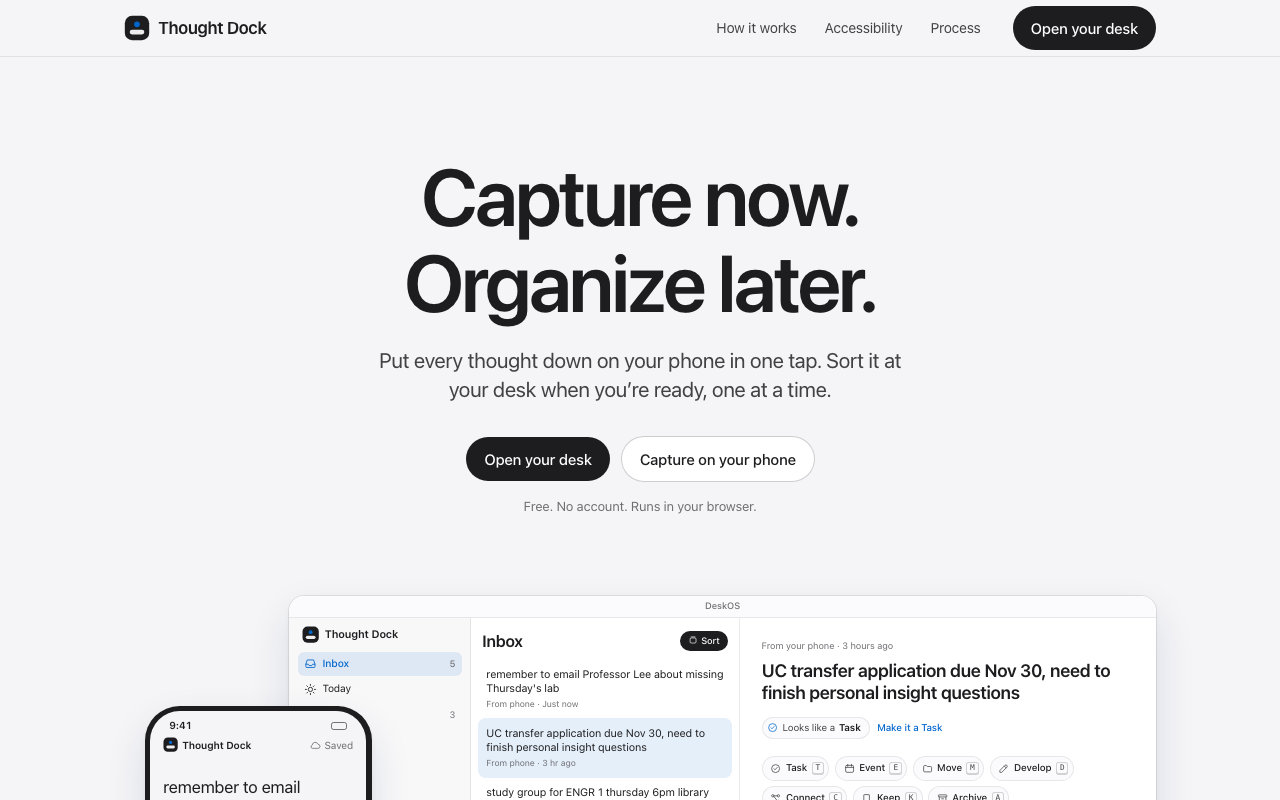 Thought Dock
How it works
Accessibility
Process
Open your desk
Capture now.
Organize later.
Put every thought down on your phone in one tap. Sort it at
your desk when you’re ready, one at a time.
Open your desk
Capture on your phone
Free. No account. Runs in your browser.
DeskOS
Thought Dock
Inbox 5
Today
3
Inbox
Sort
remember to email Professor Lee about missing
Thursday's lab
From phone · Just now
UC transfer application due Nov 30, need to
finish personal insight questions
From phone · 3 hr ago
study group for ENGR 1 thursday 6pm library
From your phone · 3 hours ago
UC transfer application due Nov 30, need to
finish personal insight questions
Looks like a Task
Make it a Task
Task T
Event E
Move M
Develop D
Connect C
Keep K
Archive A
9:41
Thought Dock
Saved
remember to email